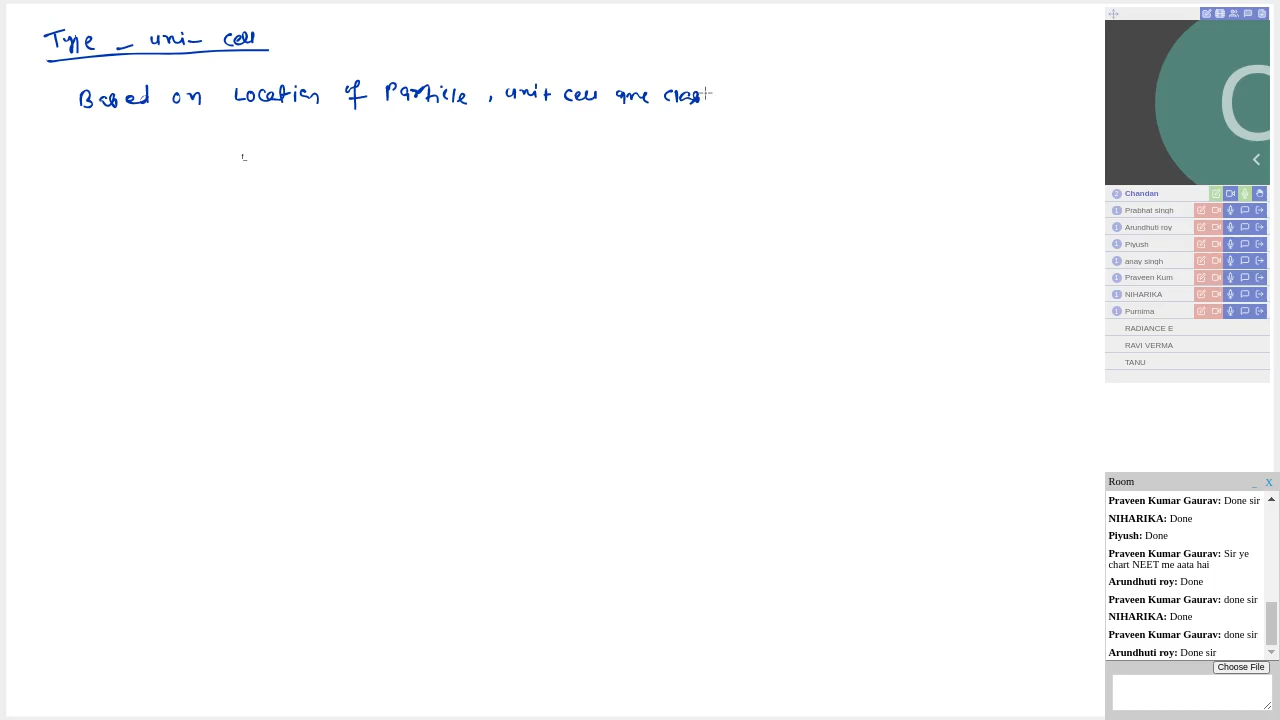 Type _ uni- cell
Based on Location of Particle , unit cell are clas
C
Chandan
Prabhat singh
Arundhuti roy
Piyush
anay singh
Praveen Kum
NIHARIKA
Purnima
RADIANCE E
RAVI VERMA
TANU
Room _ X
Praveen Kumar Gaurav: Done sir
NIHARIKA: Done
Piyush: Done
Praveen Kumar Gaurav: Sir ye
chart NEET me aata hai
Arundhuti roy: Done
Praveen Kumar Gaurav: done sir
NIHARIKA: Done
Praveen Kumar Gaurav: done sir
Arundhuti roy: Done sir
Choose File